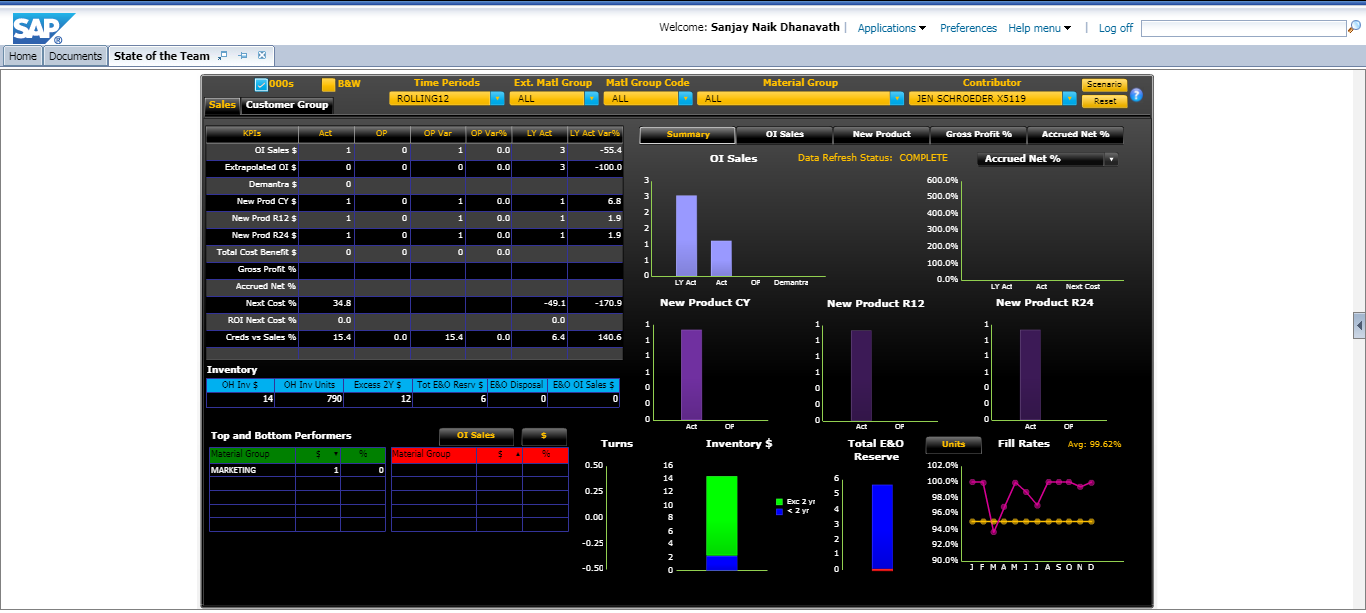 SAP ®
Welcome: Sanjay Naik Dhanavath | Applications Preferences Help menu | Log off
Home Documents State of the Team
000s B&W Time Periods Ext. Matl Group Matl Group Code Material Group Contributor Scenario
ROLLING12 ALL ALL ALL JEN SCHROEDER X5119 Reset ?
Sales Customer Group
KPIs Act OP OP Var OP Var% LY Act LY Act Var%
OI Sales $ 1 0 1 0.0 3 -55.4
Extrapolated OI $ 0 0 0 0.0 3 -100.0
Demantra $ 0
New Prod CY $ 1 0 1 0.0 1 6.8
New Prod R12 $ 1 0 1 0.0 1 1.9
New Prod R24 $ 1 0 1 0.0 1 1.9
Total Cost Benefit $ 0 0 0 0.0
Gross Profit %
Accrued Net %
Next Cost % 34.8 -49.1 -170.9
ROI Next Cost % 0.0 0.0
Creds vs Sales % 15.4 0.0 15.4 0.0 6.4 140.6
Inventory
OH Inv $ OH Inv Units Excess 2Y $ Tot E&O Resrv $ E&O Disposal E&O OI Sales $
14 790 12 6 0 0
Top and Bottom Performers OI Sales $
Material Group $ % Material Group $ %
MARKETING 1 0
Summary OI Sales New Product Gross Profit % Accrued Net %
OI Sales Data Refresh Status: COMPLETE Accrued Net %
3
3
2
2
1
1
0
LY Act Act OP Demantra
600.0%
500.0%
400.0%
300.0%
200.0%
100.0%
0.0%
LY Act Act Next Cost
New Product CY
1
1
1
1
0
0
0
Act OP
New Product R12
1
1
1
1
0
0
0
Act OP
New Product R24
1
1
1
1
0
0
0
Act OP
Turns
0.50
0.25
0.00
-0.25
-0.50
Inventory $
16
14
12
10
8
6
4
2
0
Exc 2 yr
< 2 yr
Total E&O
Reserve
6
5
4
3
2
1
0
Units Fill Rates Avg: 99.62%
102.0%
100.0%
98.0%
96.0%
94.0%
92.0%
90.0%
J F M A M J J A S O N D